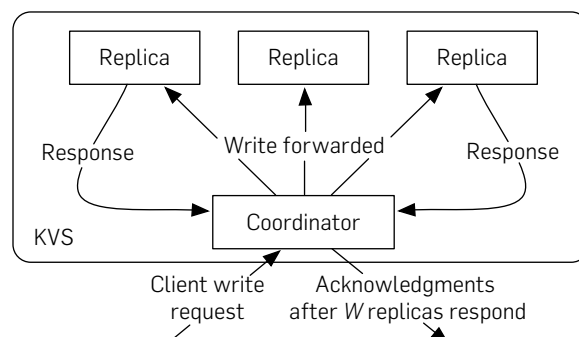 Replica
Replica
Replica
Write forwarded
Response
Response
Coordinator
KVS
Client write
request
Acknowledgments
after W replicas respond